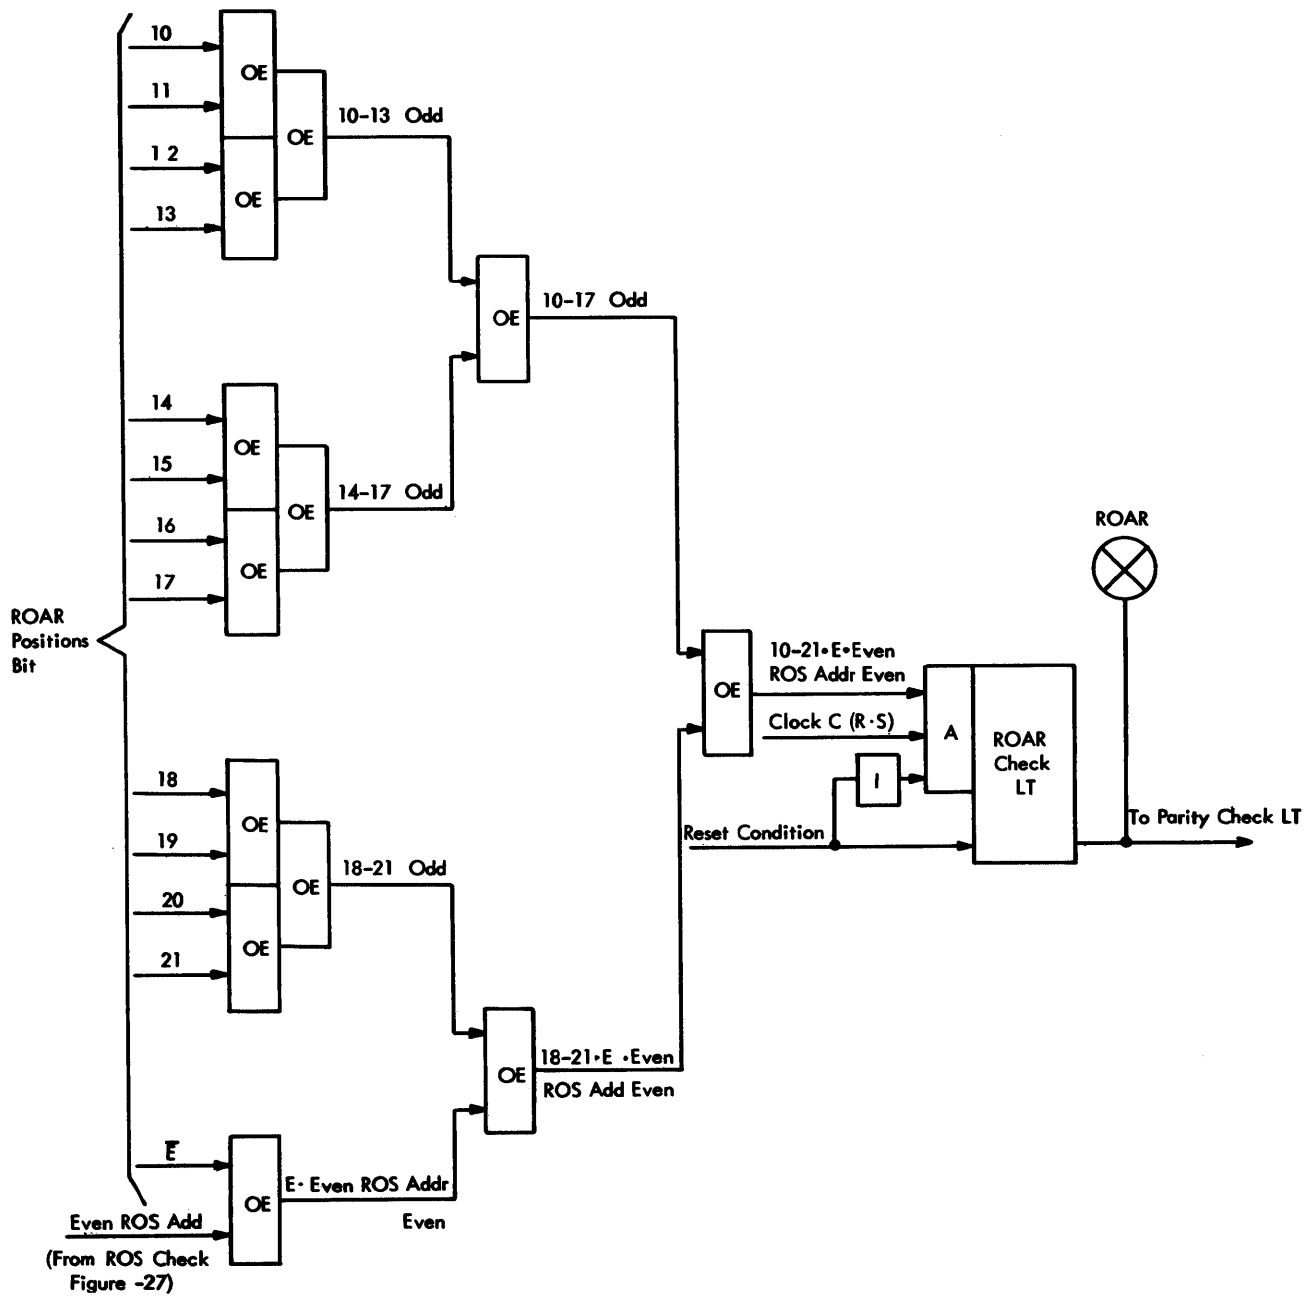 10
OE
11
10-13 Odd
OE
12
OE
13
10-17 Odd
OE
14
OE
15
14-17 Odd
OE
16
ROAR
OE
17
ROAR
Positions
Bit
10-21•E•Even
ROS Addr Even
OE
Clock C (R·S)
A
ROAR
Check
LT
I
18
To Parity Check LT
OE
Reset Condition
19
18-21 Odd
OE
20
OE
21
18-21•E •Even
OE
ROS Add Even
E̅
E· Even ROS Addr
OE
Even
Even ROS Add
(From ROS Check
Figure -27)